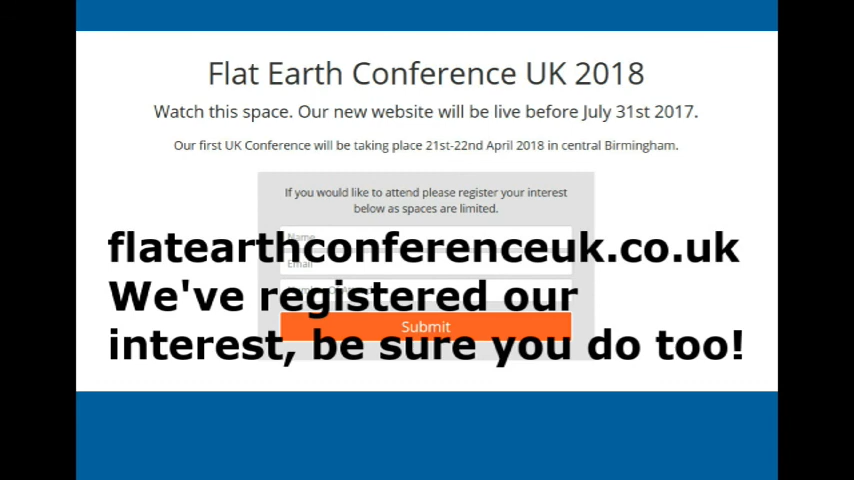 Flat Earth Conference UK 2018
Watch this space. Our new website will be live before July 31st 2017.
Our first UK Conference will be taking place 21st-22nd April 2018 in central Birmingham.
If you would like to attend please register your interest
below as spaces are limited.
Name
flatearthconferenceuk.co.uk
Email
We've registered our
Submit
interest, be sure you do too!